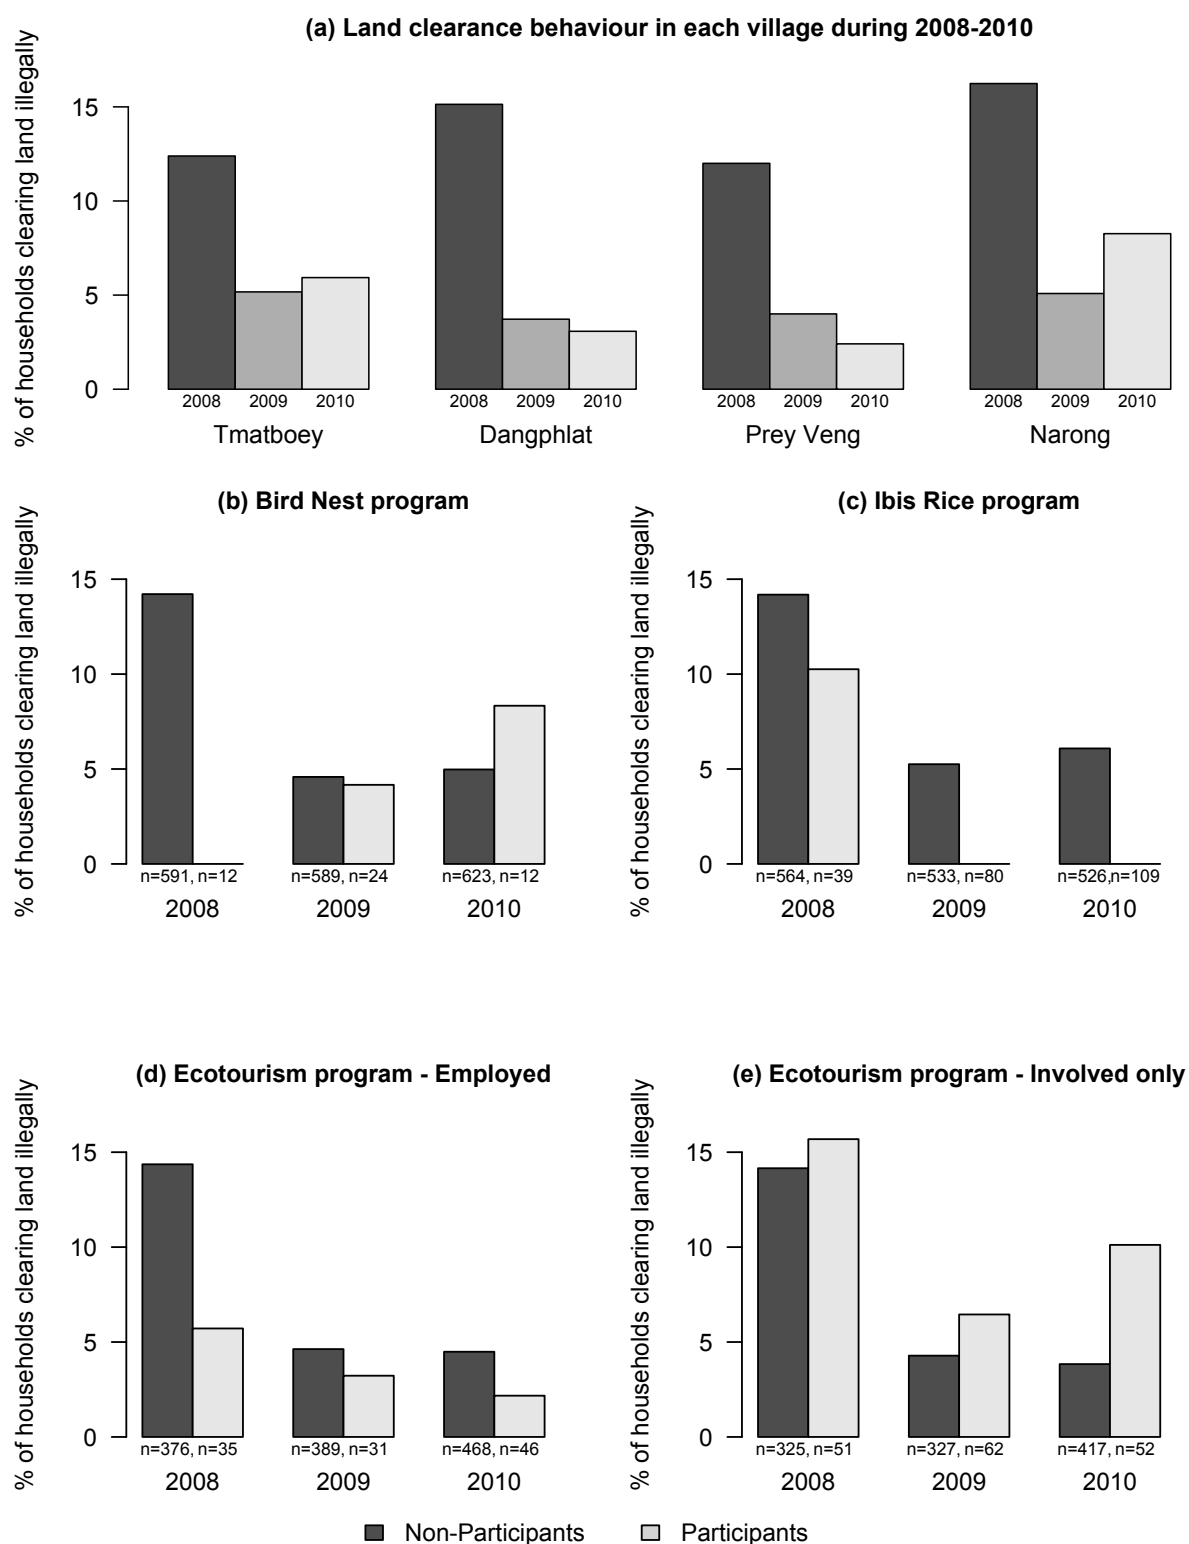 (a) Land clearance behaviour in each village during 2008-2010
% of households clearing land illegally
15
10
5
0
2008 2009 2010 2008 2009 2010 2008 2009 2010 2008 2009 2010
Tmatboey Dangphlat Prey Veng Narong
(b) Bird Nest program
% of households clearing land illegally
15
10
5
0
n=591, n=12 n=589, n=24 n=623, n=12
2008 2009 2010
(c) Ibis Rice program
% of households clearing land illegally
15
10
5
0
n=564, n=39 n=533, n=80 n=526,n=109
2008 2009 2010
(d) Ecotourism program - Employed
% of households clearing land illegally
15
10
5
0
n=376, n=35 n=389, n=31 n=468, n=46
2008 2009 2010
(e) Ecotourism program - Involved only
% of households clearing land illegally
15
10
5
0
n=325, n=51 n=327, n=62 n=417, n=52
2008 2009 2010
Non-Participants Participants